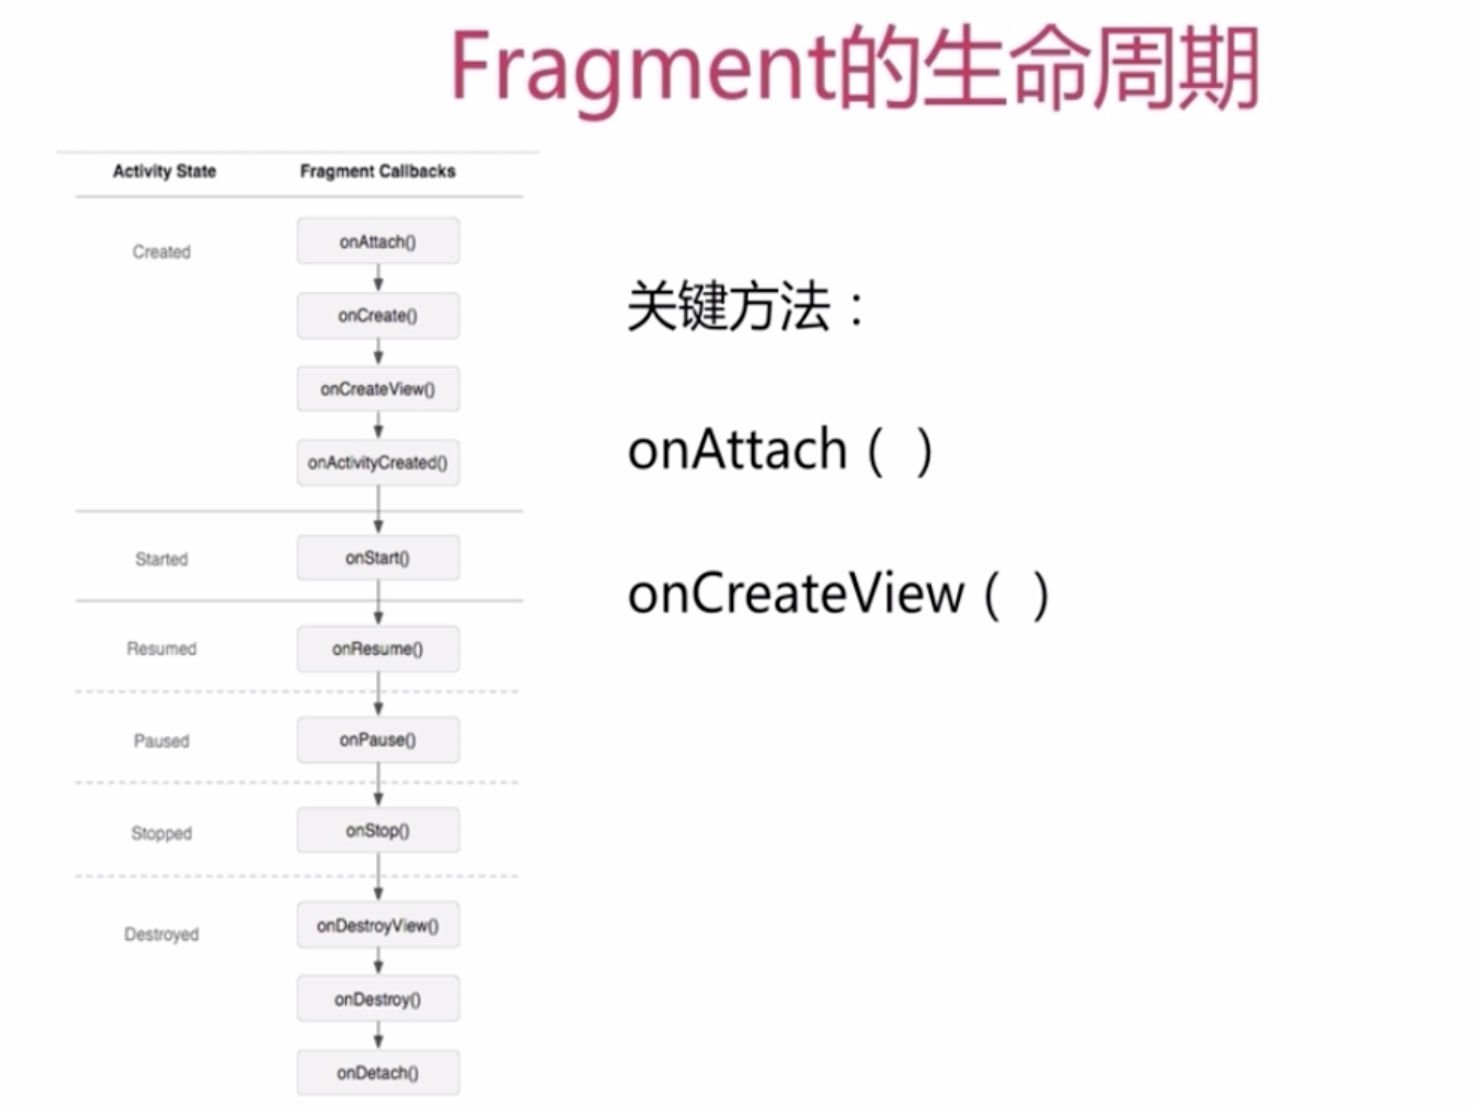 Fragment的生命周期
Activity State Fragment Callbacks
Created onAttach()
onCreate()
onCreateView()
onActivityCreated()
Started onStart()
Resumed onResume()
Paused onPause()
Stopped onStop()
Destroyed onDestroyView()
onDestroy()
onDetach()
关键方法：
onAttach（ ）
onCreateView（ ）